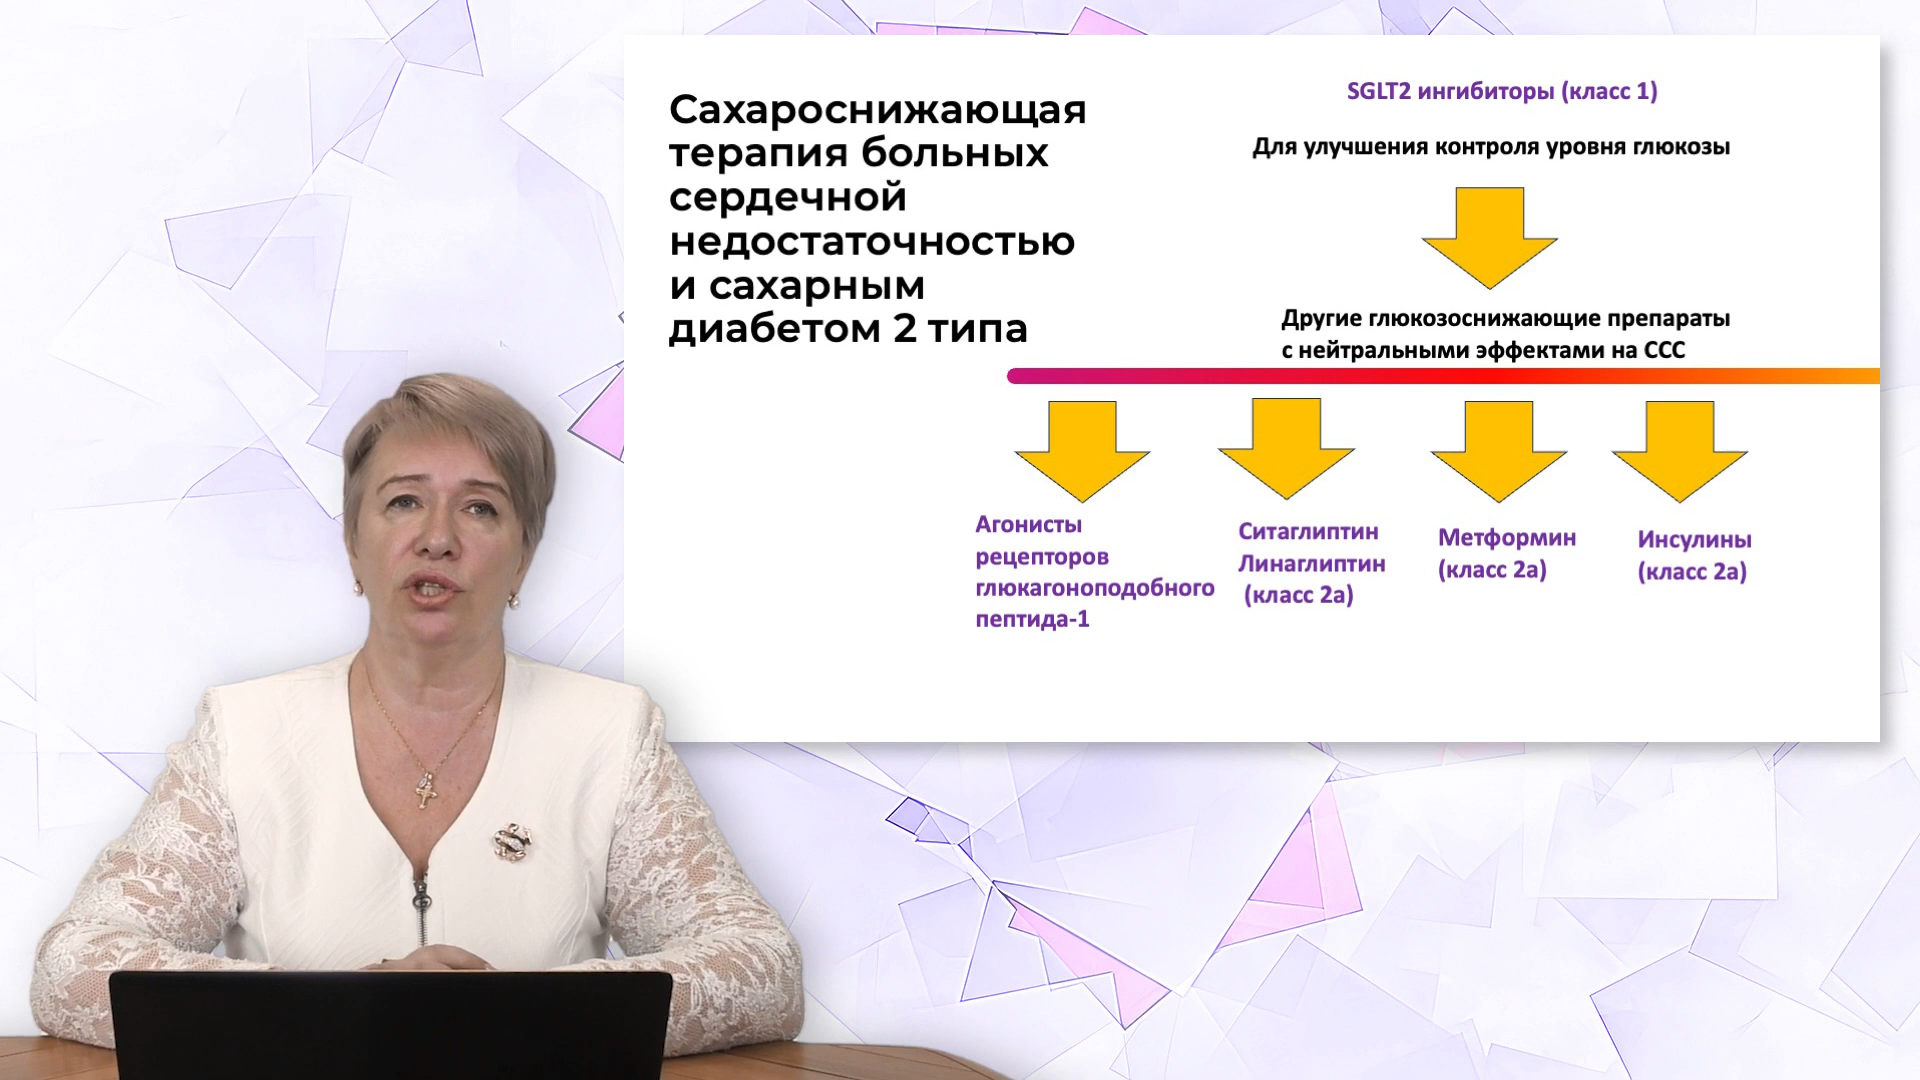 Сахароснижающая
терапия больных
сердечной
недостаточностью
и сахарным
диабетом 2 типа
SGLT2 ингибиторы (класс 1)
Для улучшения контроля уровня глюкозы
Другие глюкозоснижающие препараты
с нейтральными эффектами на ССС
Агонисты
рецепторов
глюкагоноподобного
пептида-1
Ситаглиптин
Линаглиптин
(класс 2а)
Метформин
(класс 2а)
Инсулины
(класс 2а)